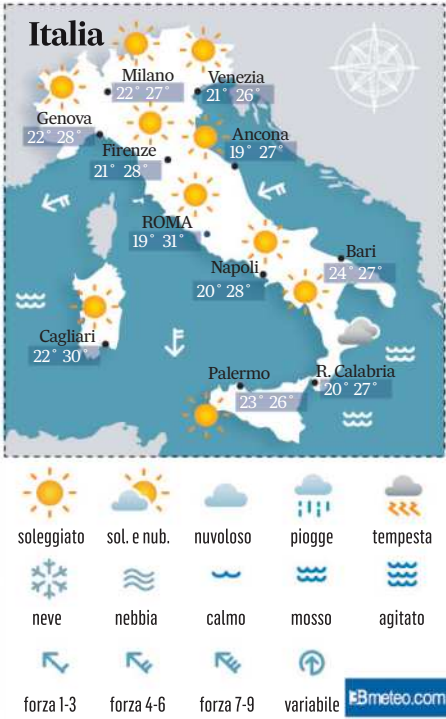 Italia
Milano
22° 27°
Venezia
21° 26°
Genova
22° 28°
Firenze
21° 28°
Ancona
19° 27°
ROMA
19° 31°
Napoli
20° 28°
Bari
24° 27°
Cagliari
22° 30°
Palermo
23° 26°
R. Calabria
20° 27°
soleggiato sol. e nub. nuvoloso piogge tempesta
neve nebbia calmo mosso agitato
forza 1-3 forza 4-6 forza 7-9 variabile
3Bmeteo.com